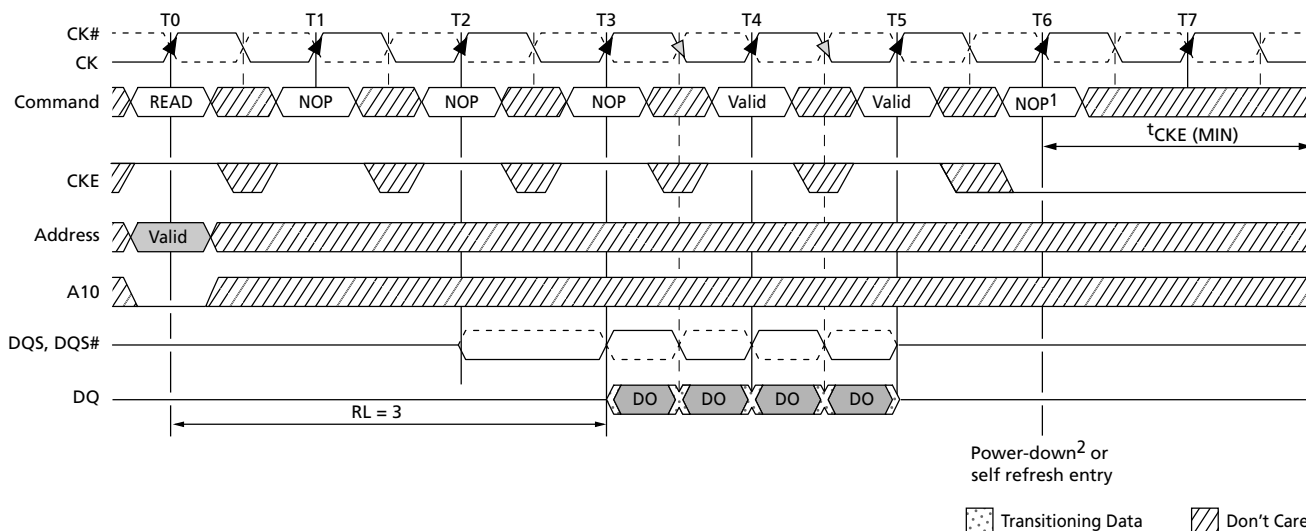 T0 T1 T2 T3 T4 T5 T6 T7
CK#
CK
Command READ NOP NOP NOP Valid Valid NOP1
tCKE (MIN)
CKE
Address Valid
A10
DQS, DQS#
DQ DO DO DO DO
RL = 3
Power-down2 or
self refresh entry
Transitioning Data Don't Care